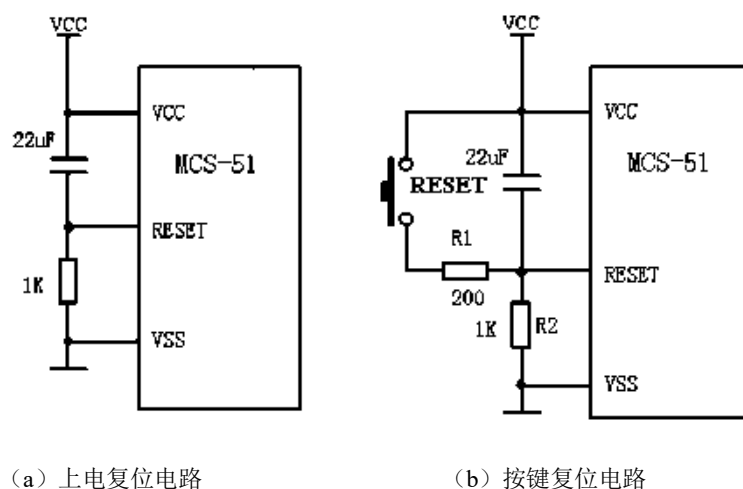 VCC
VCC
22uF
MCS-51
RESET
1K
VSS
VCC
VCC
22uF
MCS-51
RESET
R1
200
RESET
1K
R2
VSS
（a）上电复位电路
（b）按键复位电路